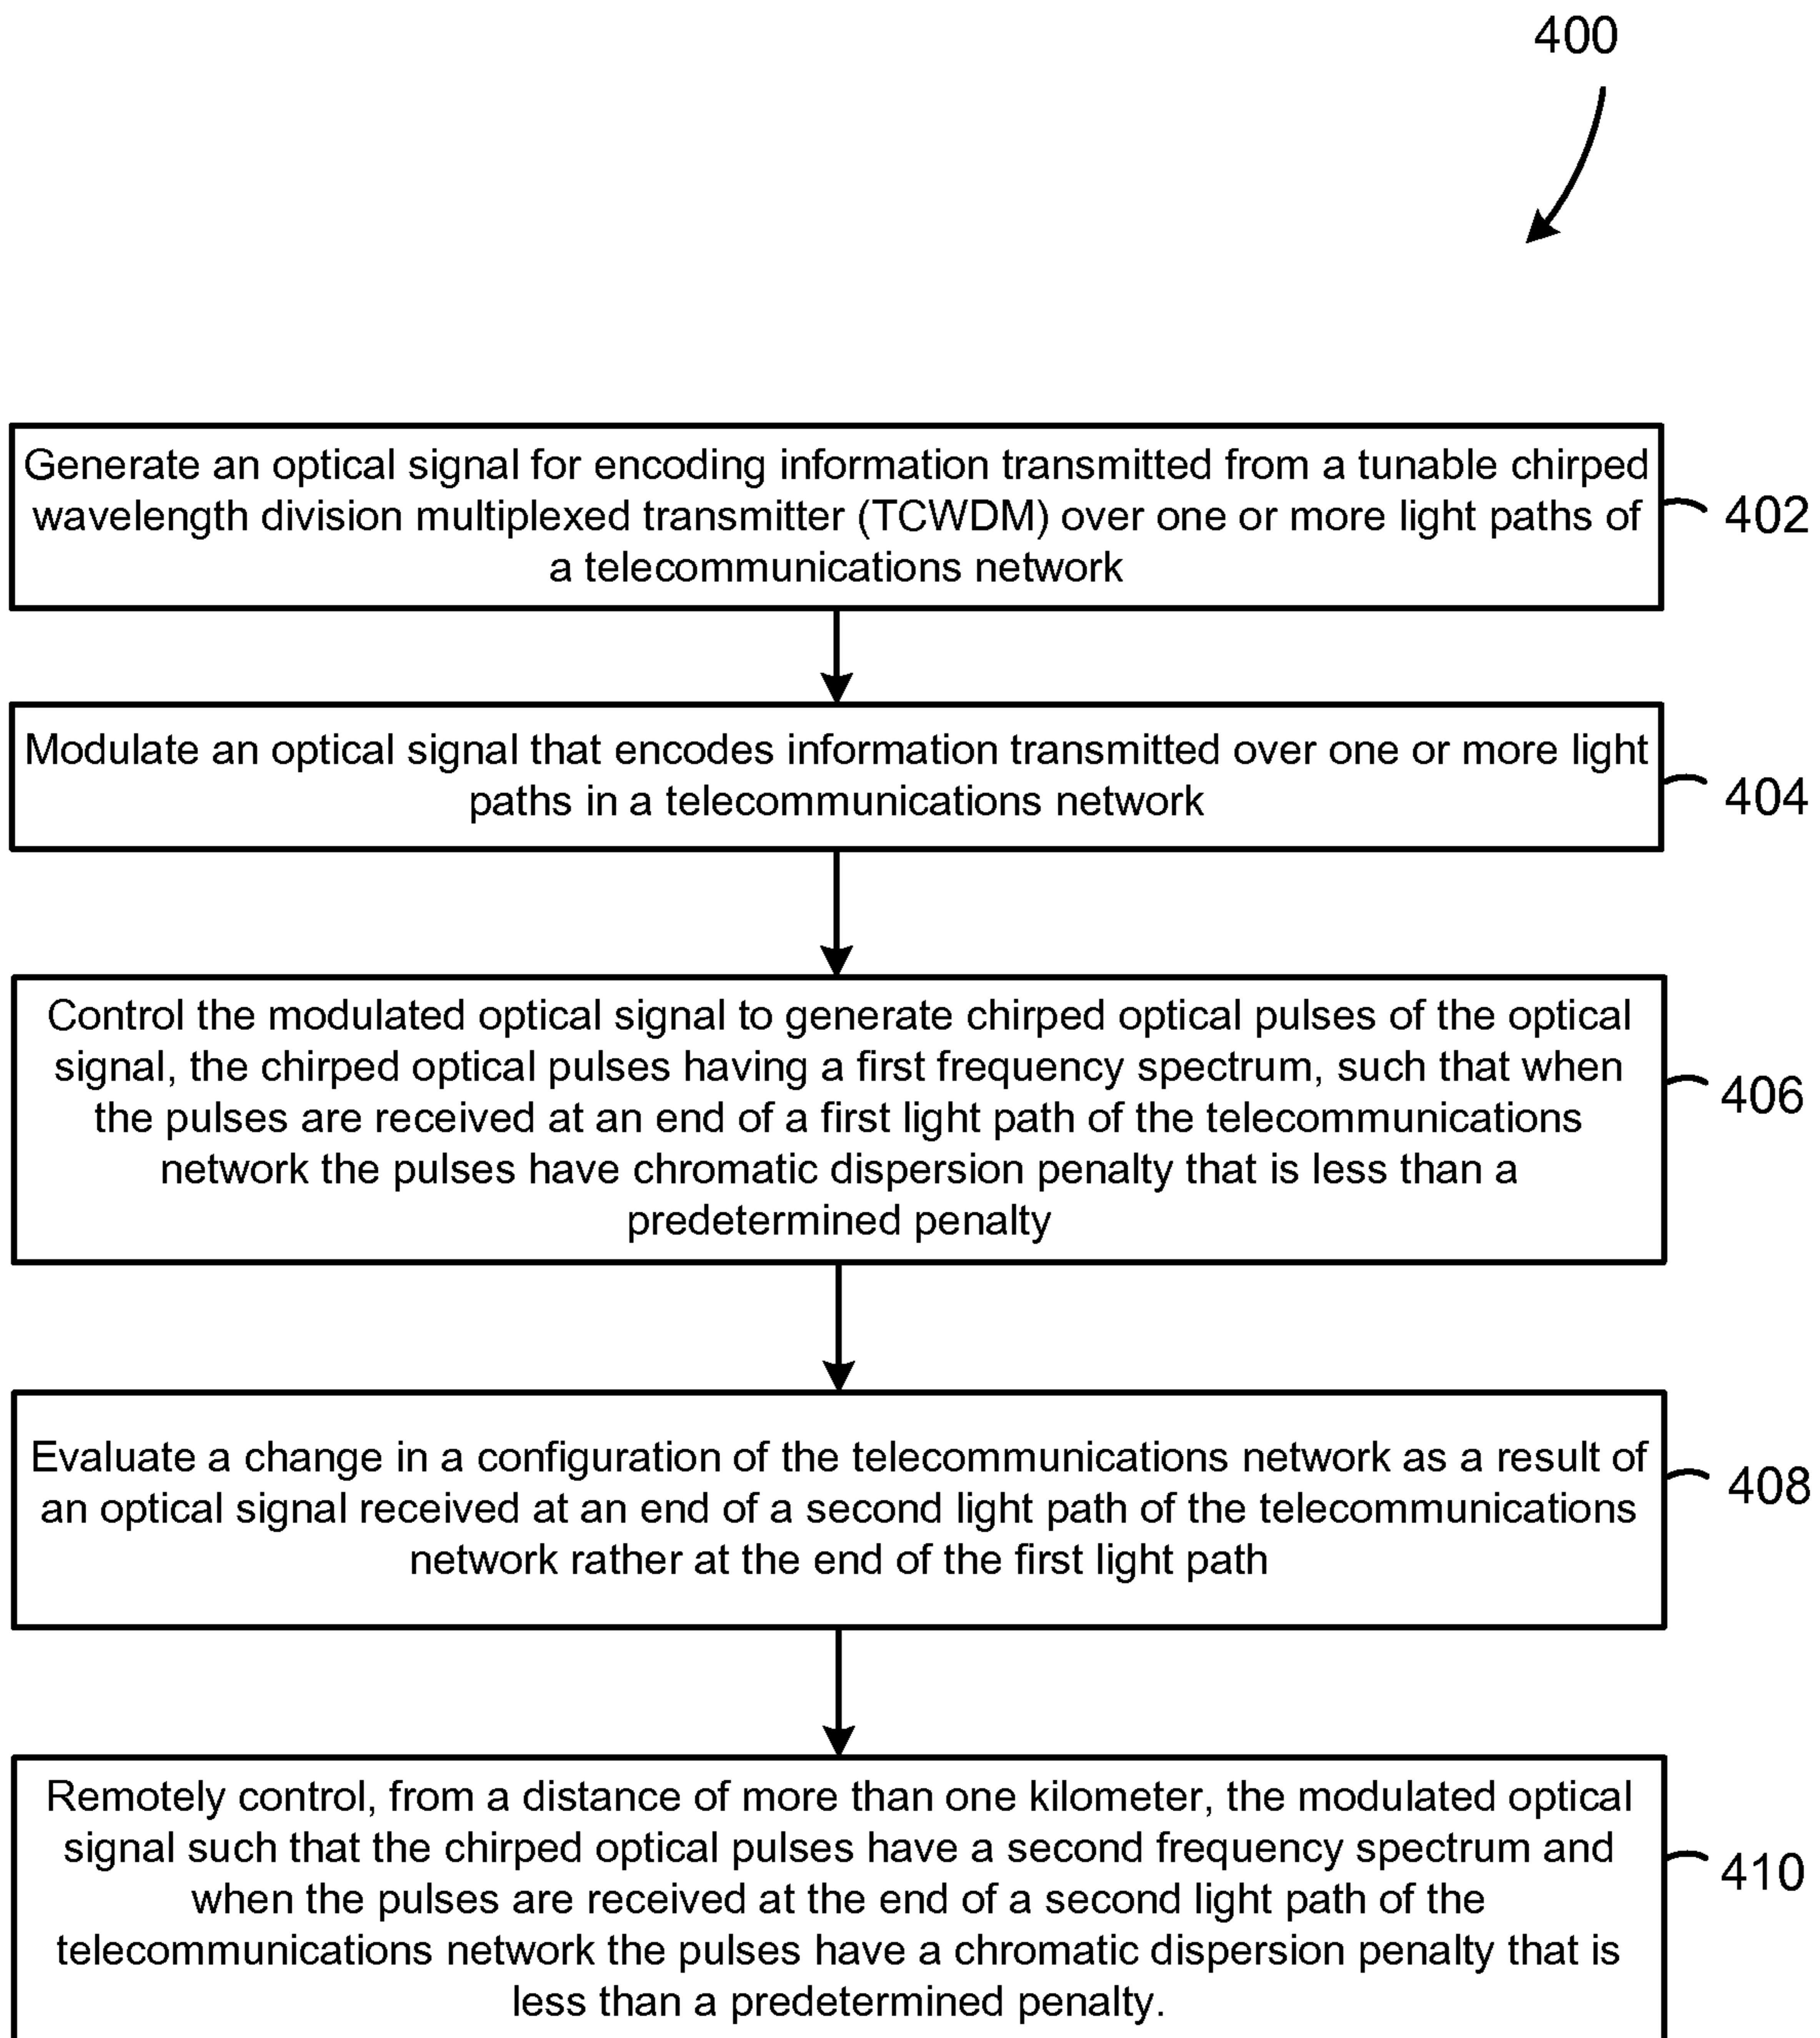 400
Generate an optical signal for encoding information transmitted from a tunable chirped
wavelength division multiplexed transmitter (TCWDM) over one or more light paths of
a telecommunications network
402
Modulate an optical signal that encodes information transmitted over one or more light
paths in a telecommunications network
404
Control the modulated optical signal to generate chirped optical pulses of the optical
signal, the chirped optical pulses having a first frequency spectrum, such that when
the pulses are received at an end of a first light path of the telecommunications
network the pulses have chromatic dispersion penalty that is less than a
predetermined penalty
406
Evaluate a change in a configuration of the telecommunications network as a result of
an optical signal received at an end of a second light path of the telecommunications
network rather at the end of the first light path
408
Remotely control, from a distance of more than one kilometer, the modulated optical
signal such that the chirped optical pulses have a second frequency spectrum and
when the pulses are received at the end of a second light path of the
telecommunications network the pulses have a chromatic dispersion penalty that is
less than a predetermined penalty.
410